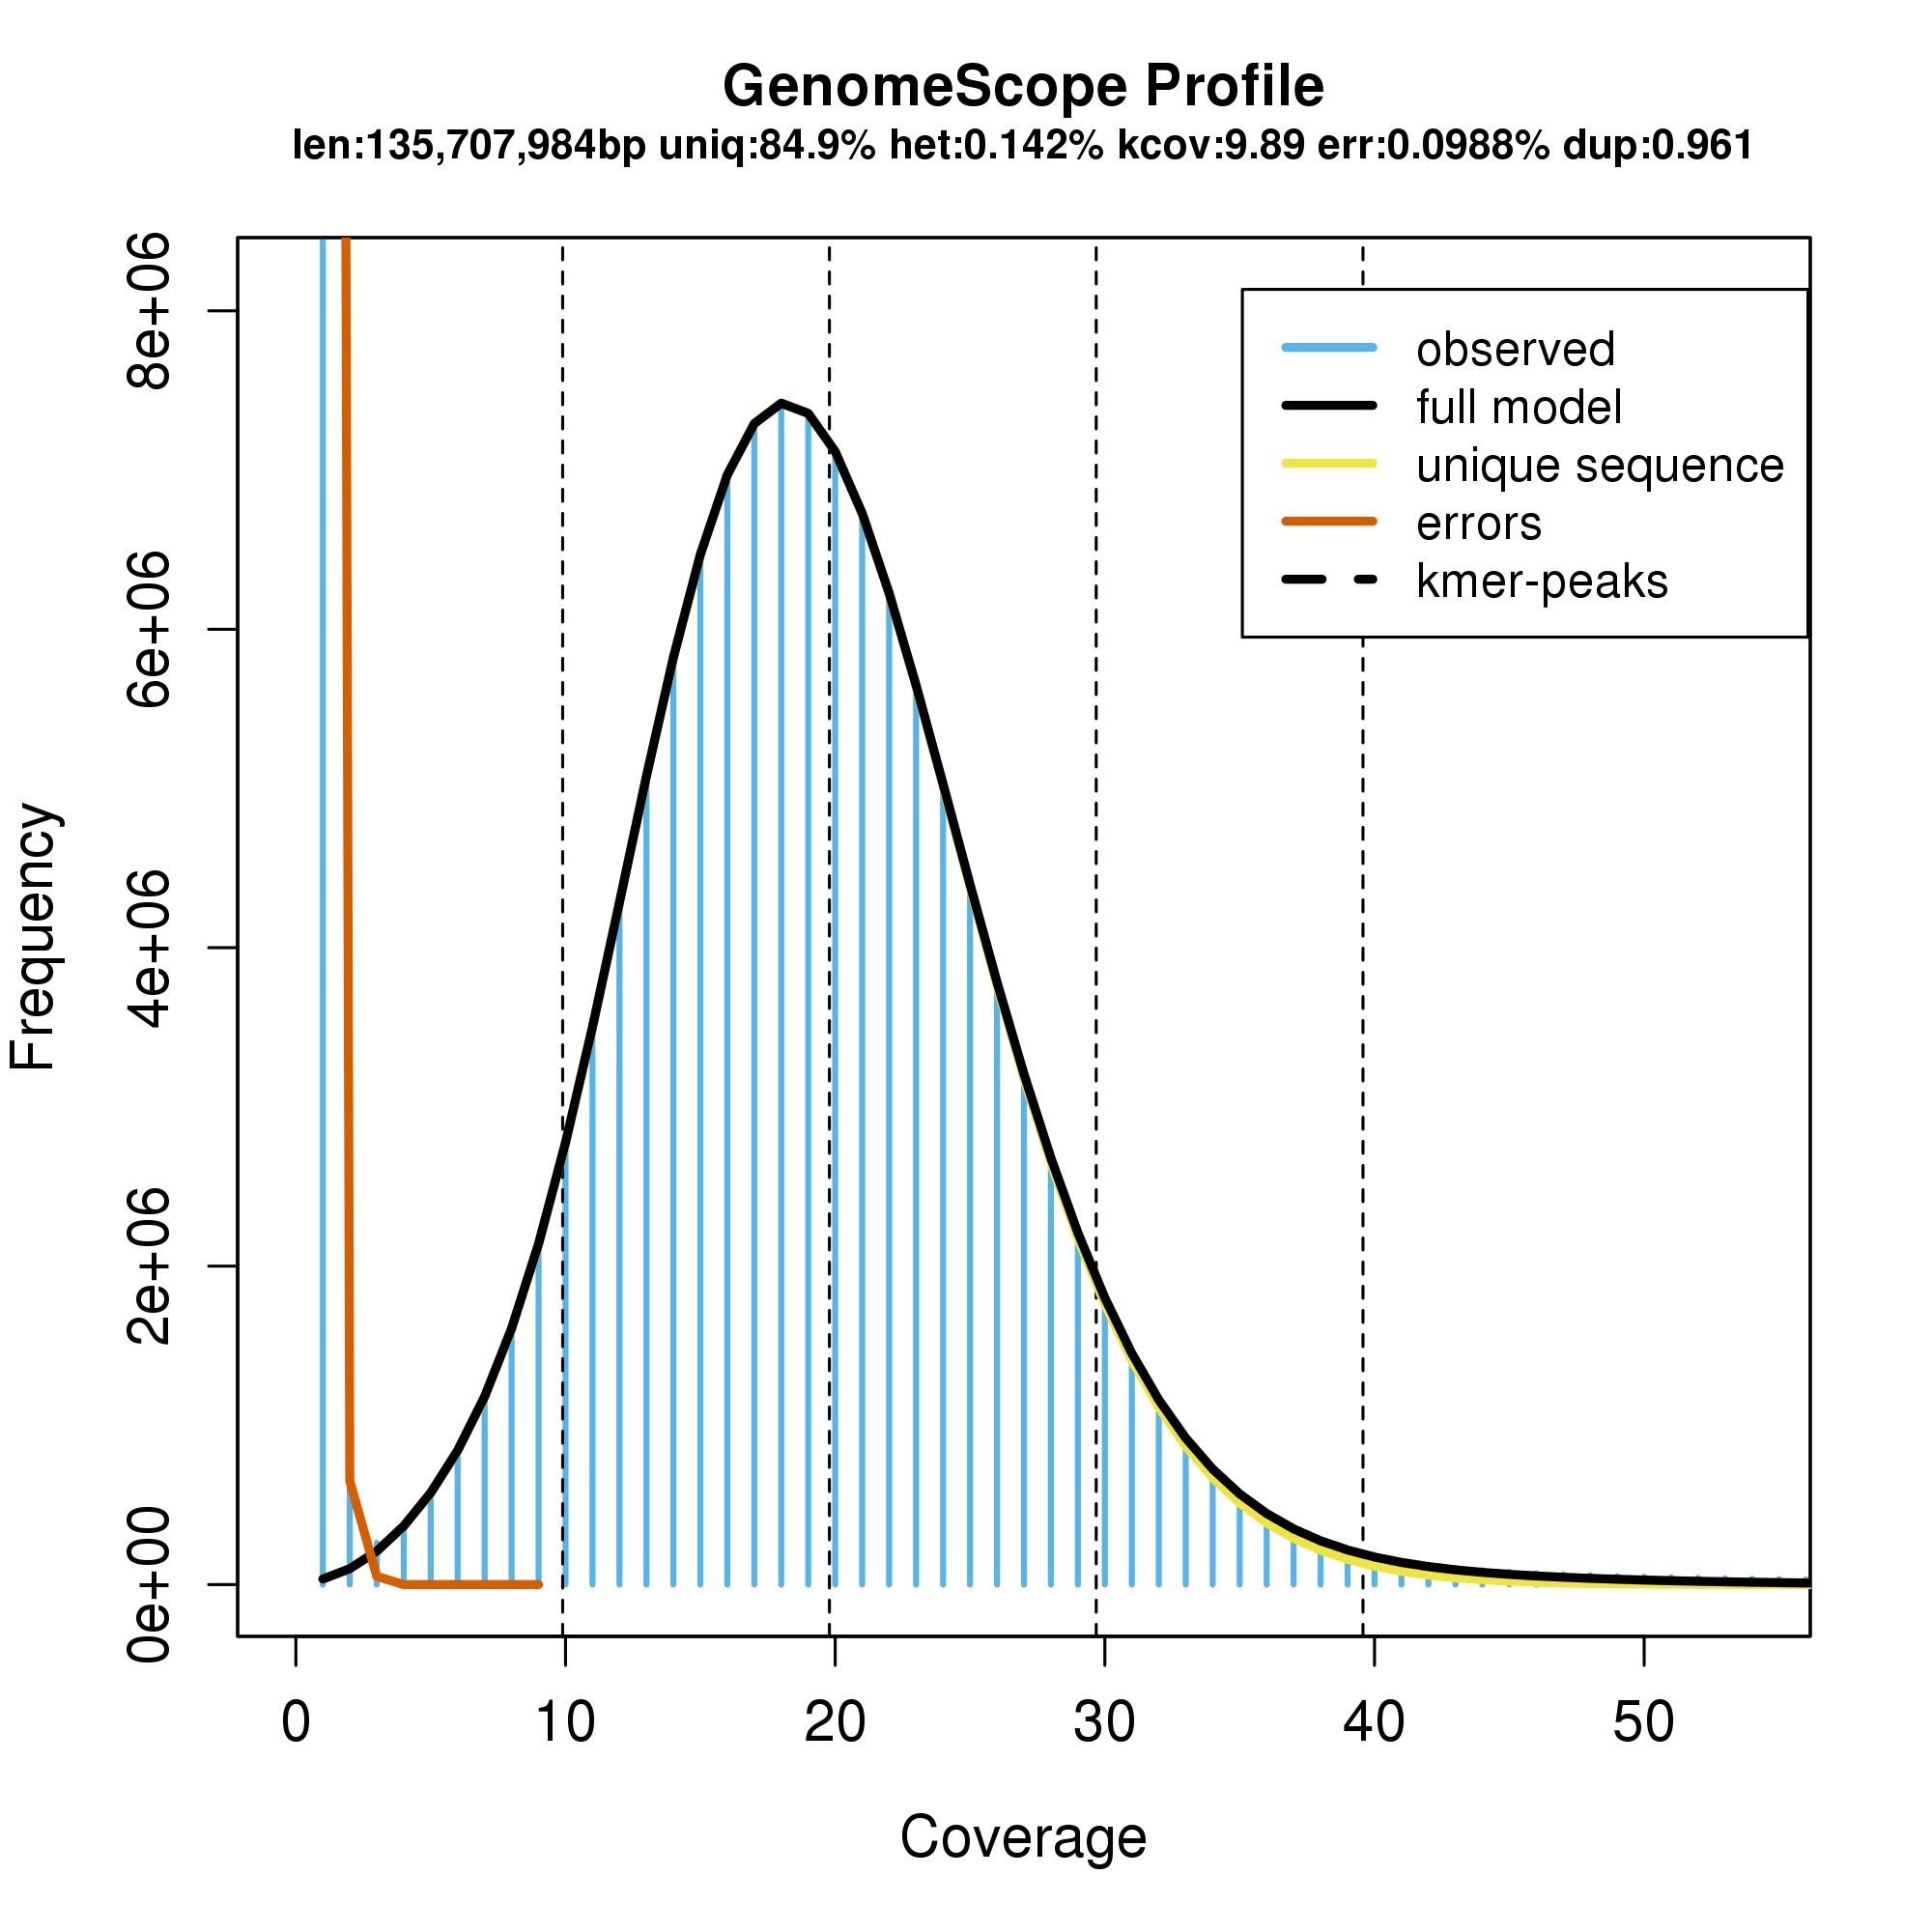 GenomeScope Profile
len:135,707,984bp uniq:84.9% het:0.142% kcov:9.89 err:0.0988% dup:0.961
8e+06
6e+06
4e+06
2e+06
0e+00
Frequency
observed
full model
unique sequence
errors
kmer-peaks
0 10 20 30 40 50
Coverage